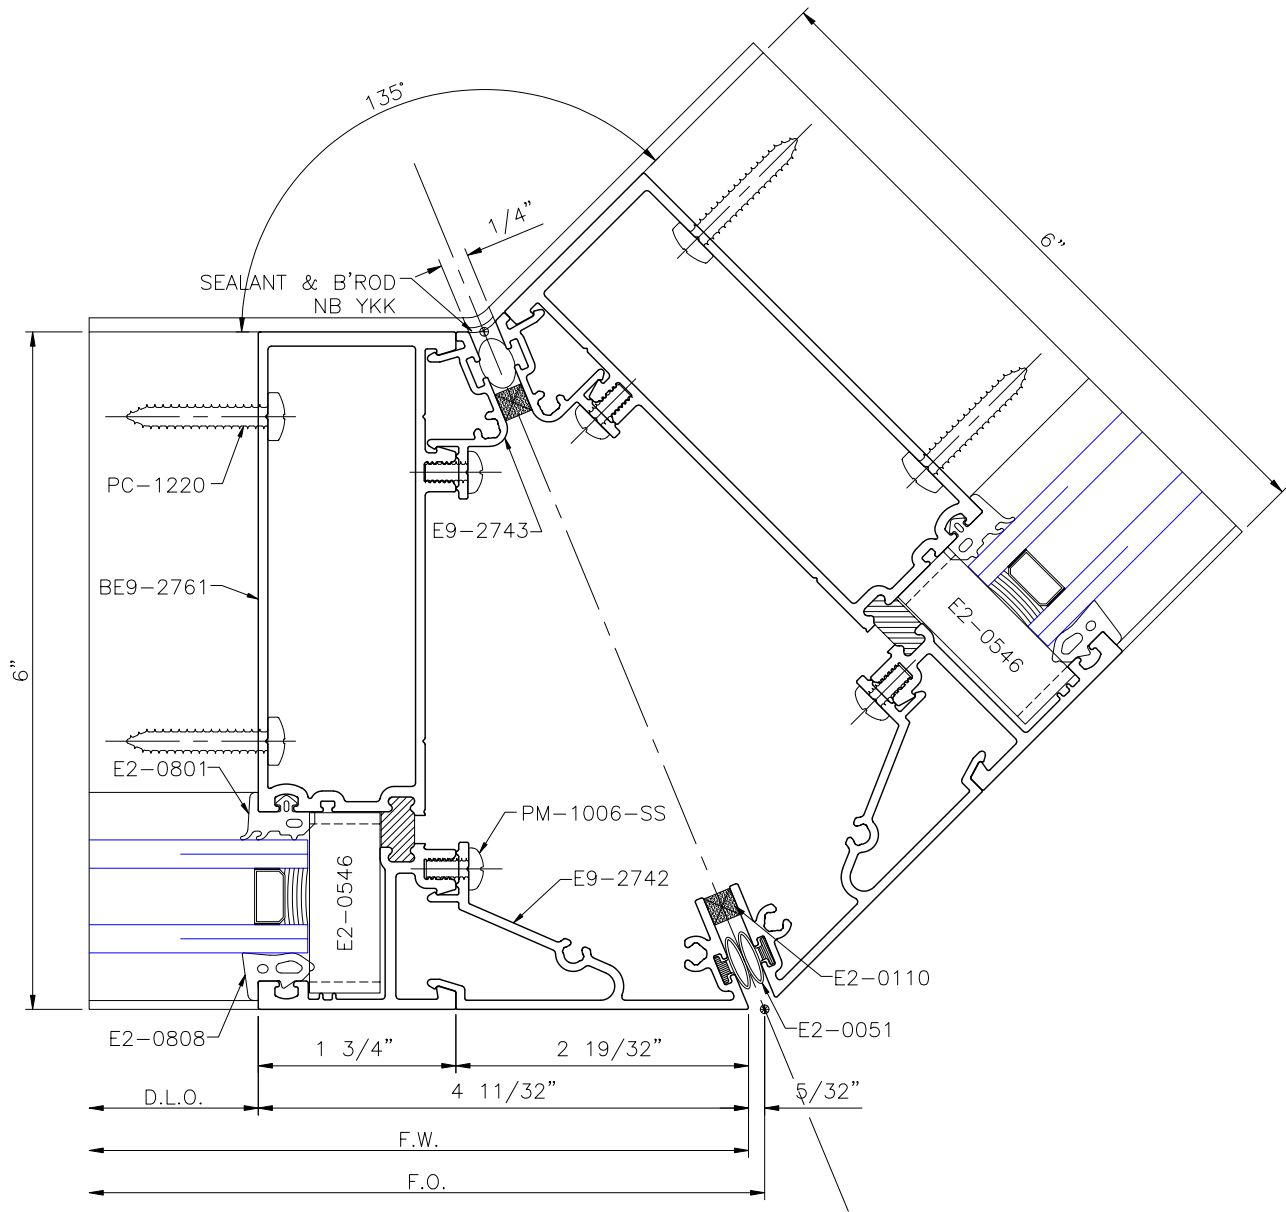 135°
1/4"
6"
SEALANT & B'ROD
NB YKK
PC-1220
E9-2743
BE9-2761
E2-0546
6"
E2-0801
PM-1006-SS
E9-2742
E2-0546
E2-0110
E2-0051
E2-0808
1 3/4"
2 19/32"
D.L.O.
4 11/32"
5/32"
F.W.
F.O.